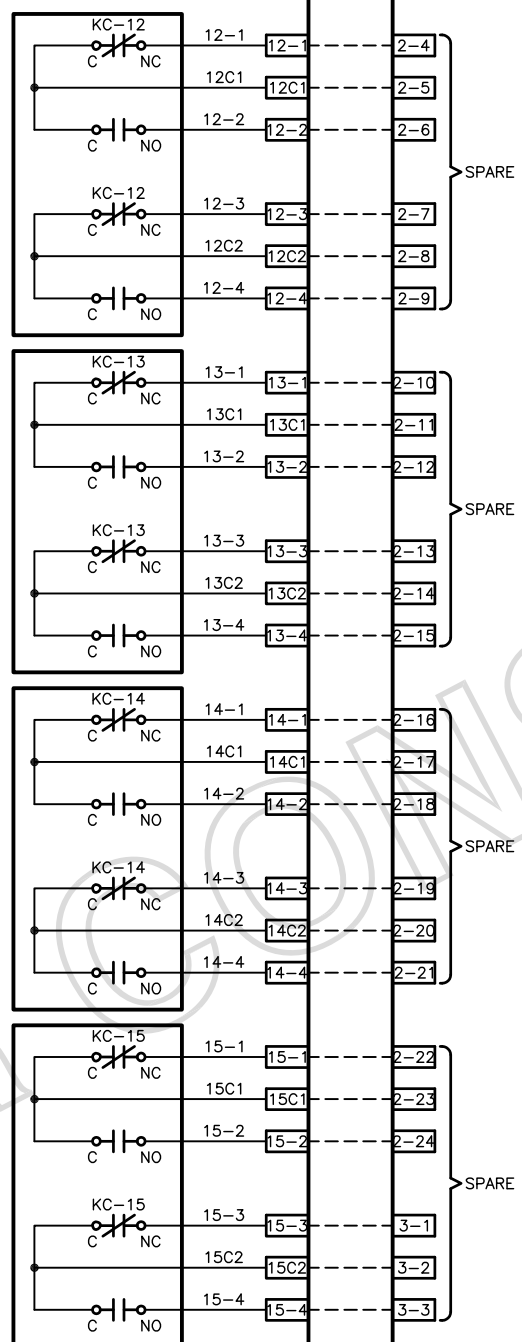 KC-12
C NC 12-1 12-1 2-4
12C1 12C1 2-5
C NO 12-2 12-2 2-6
SPARE
KC-12
C NC 12-3 12-3 2-7
12C2 12C2 2-8
C NO 12-4 12-4 2-9
KC-13
C NC 13-1 13-1 2-10
13C1 13C1 2-11
C NO 13-2 13-2 2-12
SPARE
KC-13
C NC 13-3 13-3 2-13
13C2 13C2 2-14
C NO 13-4 13-4 2-15
KC-14
C NC 14-1 14-1 2-16
14C1 14C1 2-17
C NO 14-2 14-2 2-18
SPARE
KC-14
C NC 14-3 14-3 2-19
14C2 14C2 2-20
C NO 14-4 14-4 2-21
KC-15
C NC 15-1 15-1 2-22
15C1 15C1 2-23
C NO 15-2 15-2 2-24
SPARE
KC-15
C NC 15-3 15-3 3-1
15C2 15C2 3-2
C NO 15-4 15-4 3-3
CON